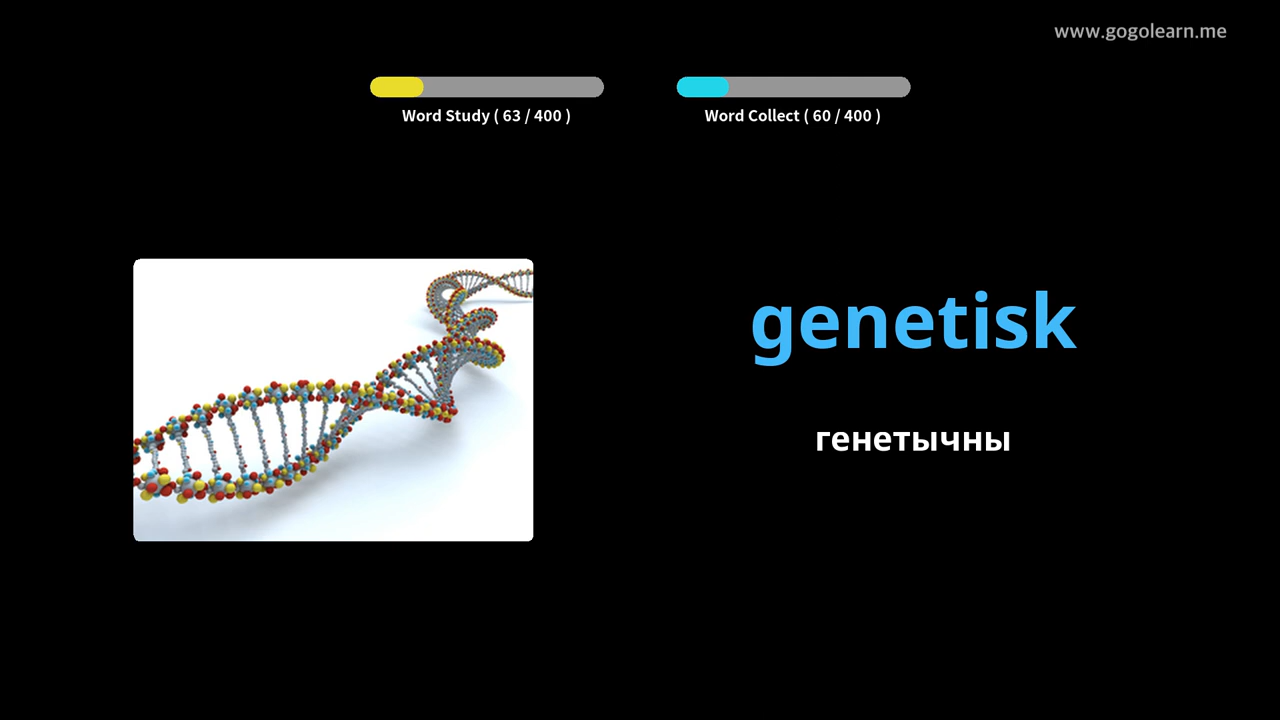 www.gogolearn.me
Word Study ( 63 / 400 )
Word Collect ( 60 / 400 )
genetisk
генетычны